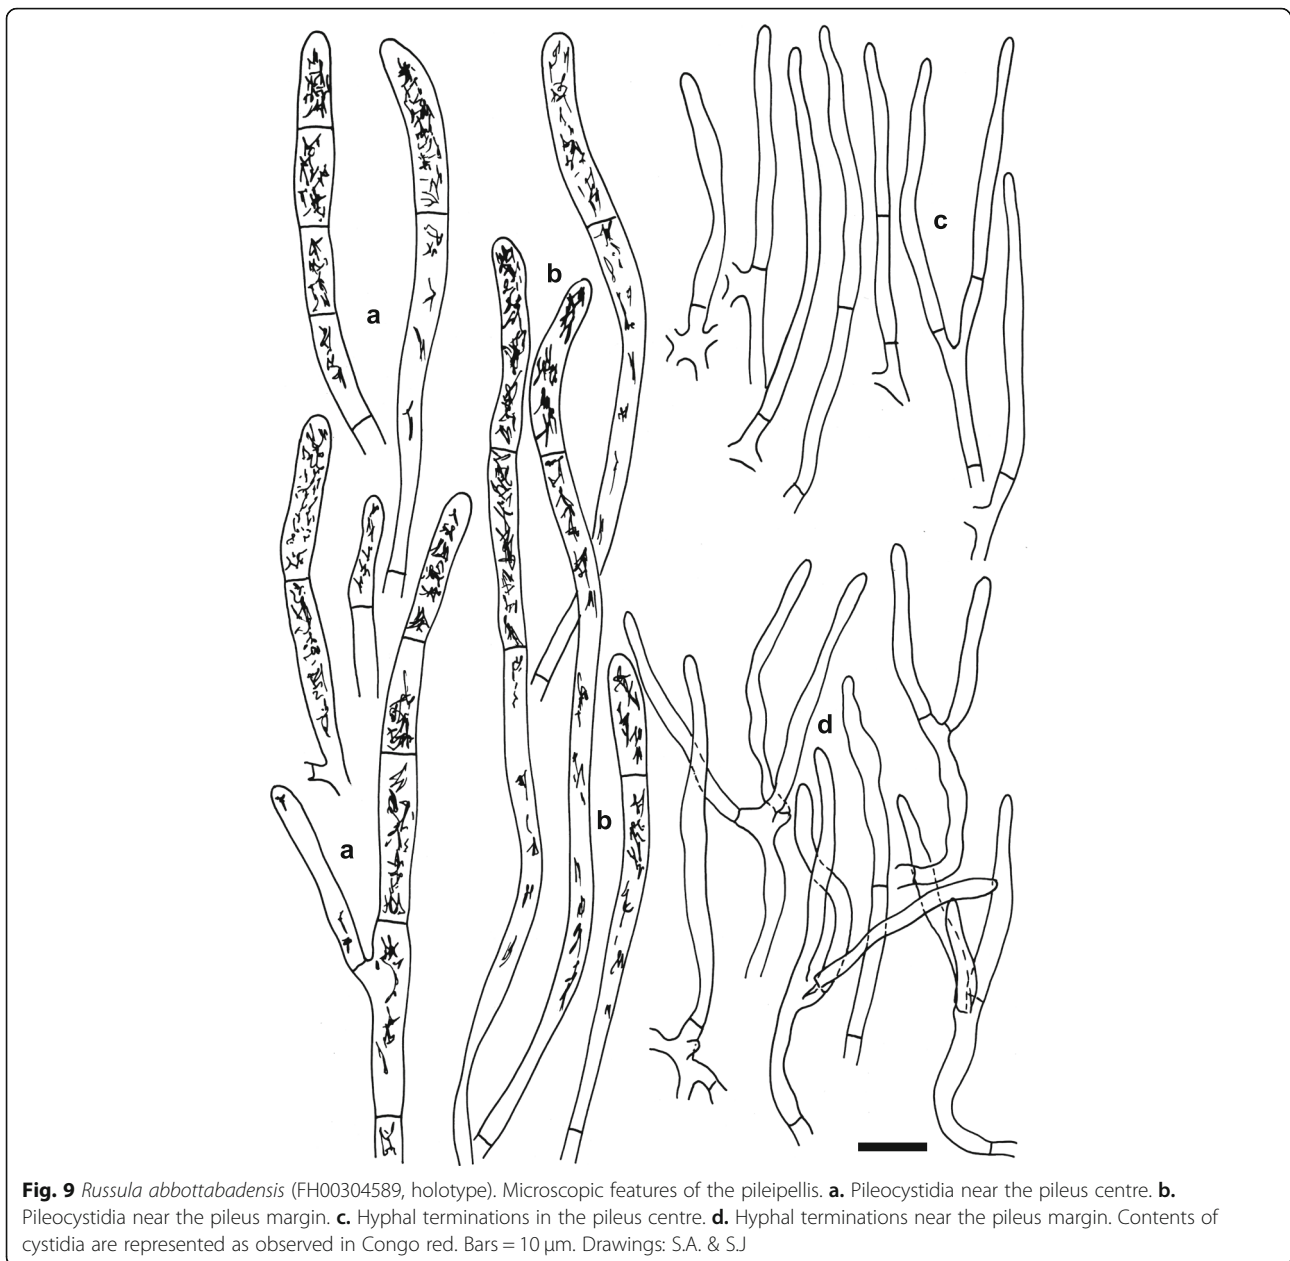 a
b
c
a
b
d
Fig. 9 Russula abbottabadensis (FH00304589, holotype). Microscopic features of the pileipellis. a. Pileocystidia near the pileus centre. b.
Pileocystidia near the pileus margin. c. Hyphal terminations in the pileus centre. d. Hyphal terminations near the pileus margin. Contents of
cystidia are represented as observed in Congo red. Bars = 10 μm. Drawings: S.A. & S.J